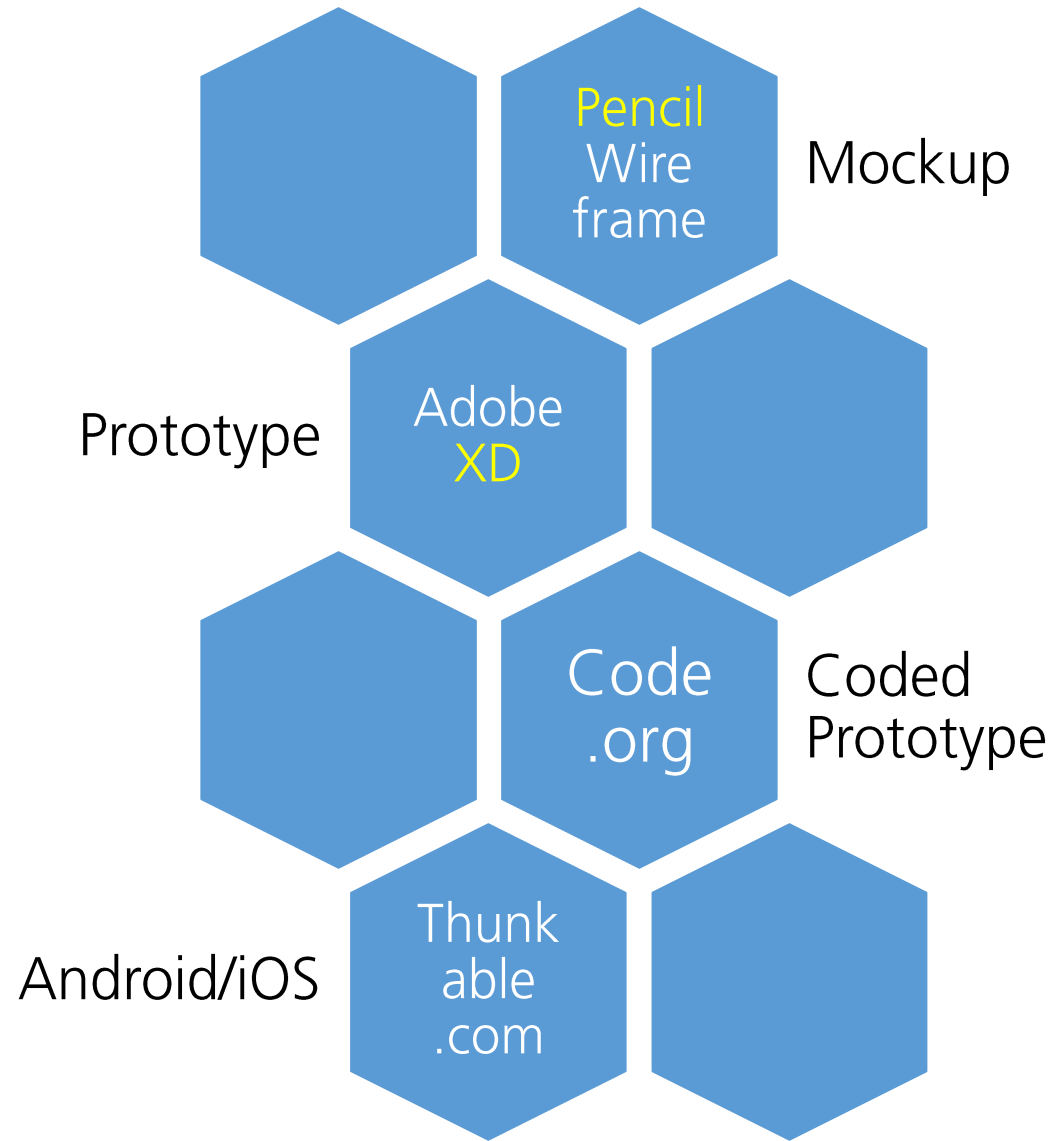 Pencil
Wire
frame
Mockup
Prototype
Adobe
XD
Code
.org
Coded
Prototype
Android/iOS
Thunk
able
.com